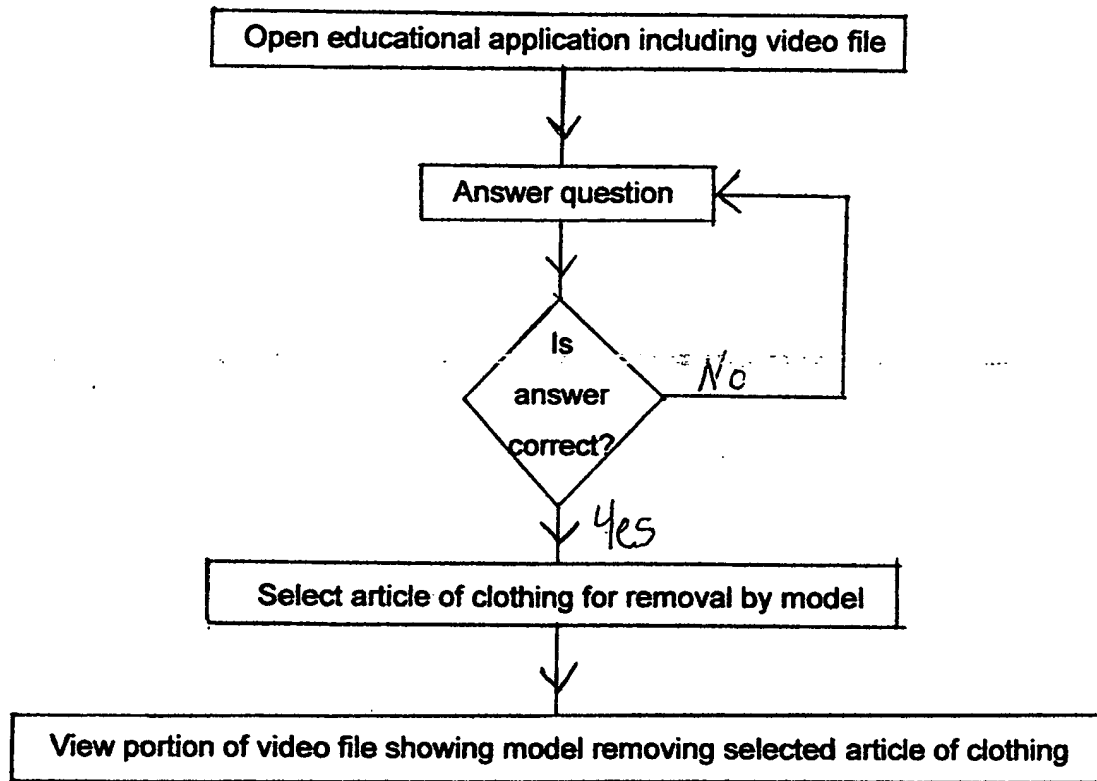 Open educational application including video file
Answer question
Is
answer
correct?
No
Yes
Select article of clothing for removal by model
View portion of video file showing model removing selected article of clothing